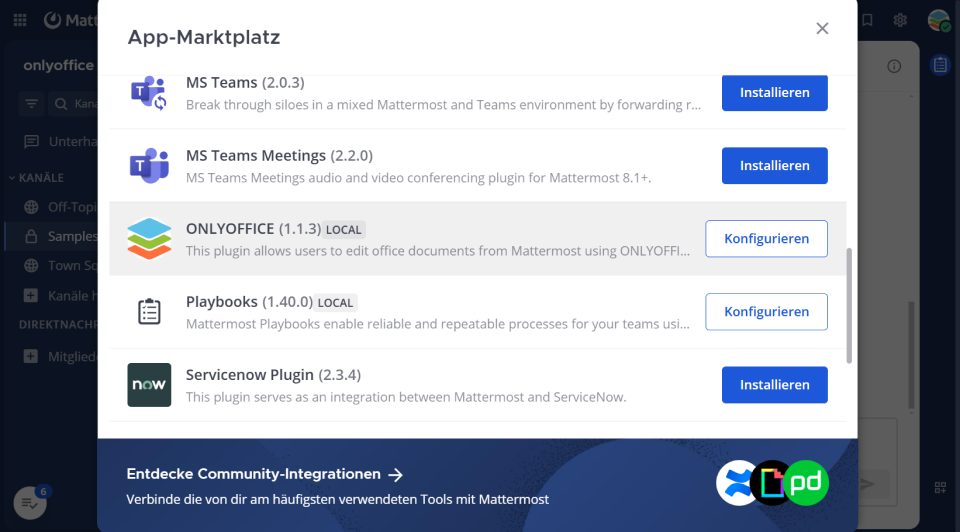 Matt
App-Marktplatz
onlyoffice
Kana
Unterha
KANÄLE
Off-Topi
Samples
Town Sq
Kanäle h
DIREKTNACHR
Mitgliede
6
MS Teams (2.0.3)
Break through siloes in a mixed Mattermost and Teams environment by forwarding r...
Installieren
MS Teams Meetings (2.2.0)
MS Teams Meetings audio and video conferencing plugin for Mattermost 8.1+.
Installieren
ONLYOFFICE (1.1.3) LOCAL
This plugin allows users to edit office documents from Mattermost using ONLYOFFI...
Konfigurieren
Playbooks (1.40.0) LOCAL
Mattermost Playbooks enable reliable and repeatable processes for your teams usi...
Konfigurieren
now
Servicenow Plugin (2.3.4)
This plugin serves as an integration between Mattermost and ServiceNow.
Installieren
Entdecke Community-Integrationen →
Verbinde die von dir am häufigsten verwendeten Tools mit Mattermost
pd